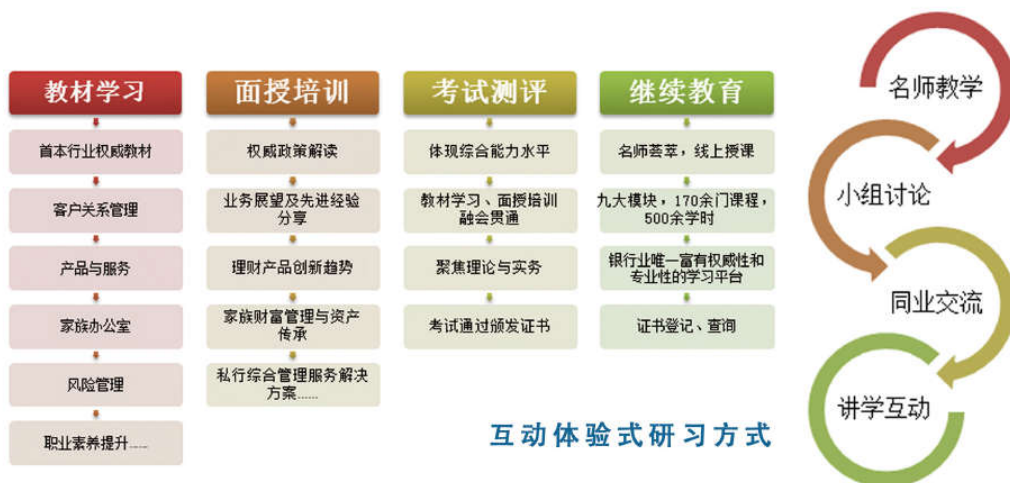 教材学习
首本行业权威教材
客户关系管理
产品与服务
家族办公室
风险管理
职业素养提升......
面授培训
权威政策解读
业务展望及先进经验
分享
理财产品创新趋势
家族财富管理与资产
传承
私行综合管理服务解决
方案......
考试测评
体现综合能力水平
教材学习、面授培训
融会贯通
聚焦理论与实务
考试通过颁发证书
继续教育
名师荟萃，线上授课
九大模块，170余门课程，
500余学时
银行业唯一富有权威性和
专业性的学习平台
证书登记、查询
名师教学
小组讨论
同业交流
讲学互动
互动体验式研习方式